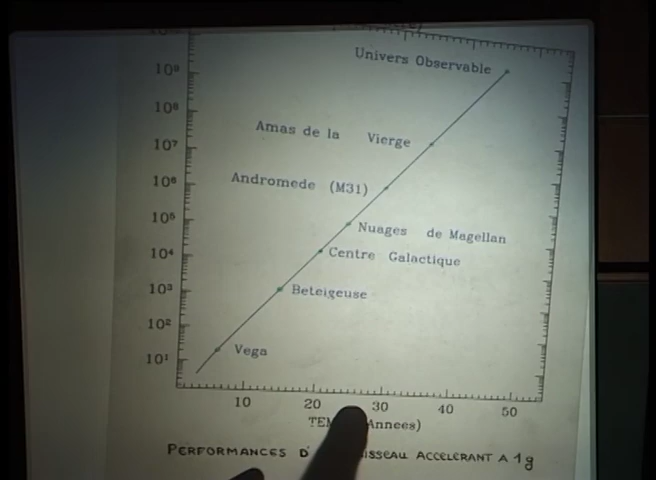 Univers Observable
10⁹
10⁸
Amas de la Vierge
10⁷
Andromede (M31)
10⁶
10⁵
Nuages de Magellan
10⁴
Centre Galactique
10³
Beteigeuse
10²
Vega
10¹
10 20 30 40 50
Annees)
PERFORMANCES D' ISSEAU ACCELERANT A 1g